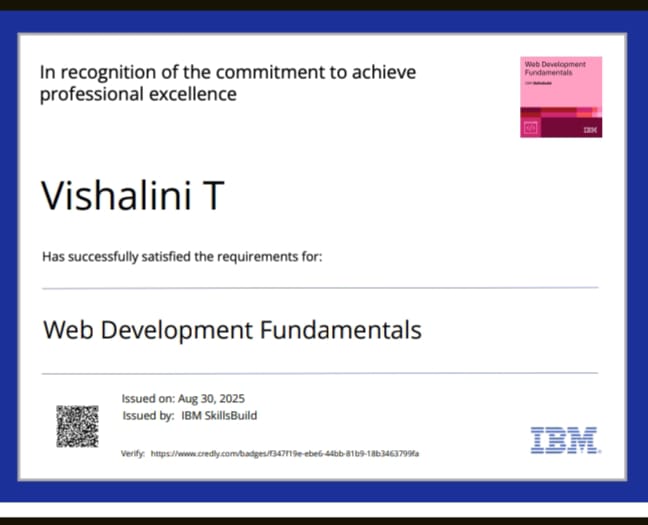 In recognition of the commitment to achieve
professional excellence
Web Development
Fundamentals
IBM SkillsBuild
IBM
Vishalini T
Has successfully satisfied the requirements for:
Web Development Fundamentals
Issued on: Aug 30, 2025
Issued by: IBM SkillsBuild
Verify: https://www.credly.com/badges/f347f19e-ebe6-44bb-81b9-18b3463799fa
IBM